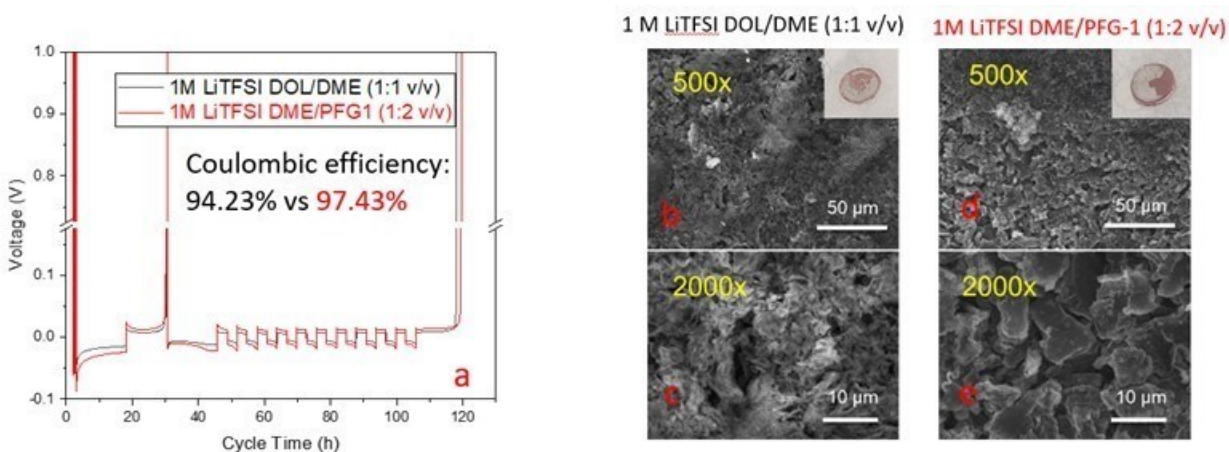 1 M LiTFSI DOL/DME (1:1 v/v)
1M LiTFSI DME/PFG-1 (1:2 v/v)
1M LiTFSI DOL/DME (1:1 v/v)
1M LiTFSI DME/PFG1 (1:2 v/v)
Coulombic efficiency:
94.23% vs 97.43%
Voltage (V)
1.0
0.9
0.8
0.1
0.0
-0.1
0
20
40
60
80
100
120
Cycle Time (h)
a
500x
b
50 µm
500x
d
50 µm
2000x
c
10 µm
2000x
e
10 µm